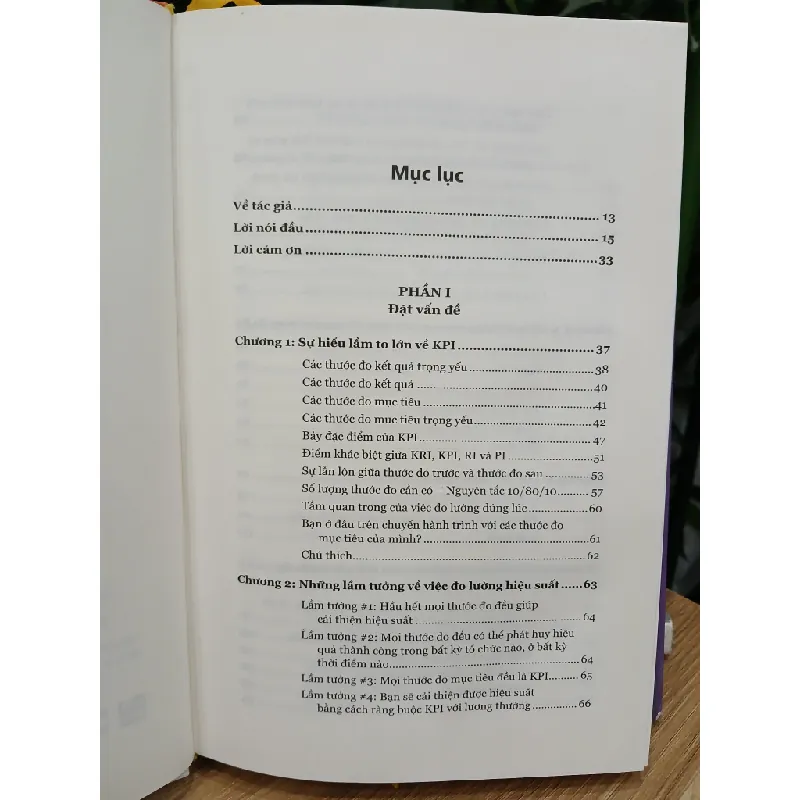 Mục lục
Về tác giả.......... 13
Lời nói đầu.......... 15
Lời cảm ơn.......... 33
PHẦN I
Đặt vấn đề
Chương 1: Sự hiểu lầm to lớn về KPI.......... 37
Các thước đo kết quả trọng yếu.......... 38
Các thước đo kết quả.......... 40
Các thước đo mục tiêu.......... 41
Các thước đo mục tiêu trọng yếu.......... 42
Bảy đặc điểm của KPI.......... 47
Điểm khác biệt giữa KRI, KPI, RI và PI.......... 51
Sự lẫn lộn giữa thước đo trước và thước đo sau.......... 53
Số lượng thước đo cần có – Nguyên tắc 10/80/10.......... 57
Tầm quan trọng của việc đo lường đúng lúc.......... 60
Bạn ở đâu trên chuyến hành trình với các thước đo
mục tiêu của mình?.......... 61
Chú thích.......... 62
Chương 2: Những lầm tưởng về việc đo lường hiệu suất......63
Lầm tưởng #1: Hầu hết mọi thước đo đều giúp
cải thiện hiệu suất.......... 64
Lầm tưởng #2: Mọi thước đo đều có thể phát huy hiệu
quả thành công trong bất kỳ tổ chức nào, ở bất kỳ
thời điểm nào.......... 64
Lầm tưởng #3: Mọi thước đo mục tiêu đều là KPI.......... 65
Lầm tưởng #4: Bạn sẽ cải thiện được hiệu suất
bằng cách ràng buộc KPI với lương thưởng.......... 66